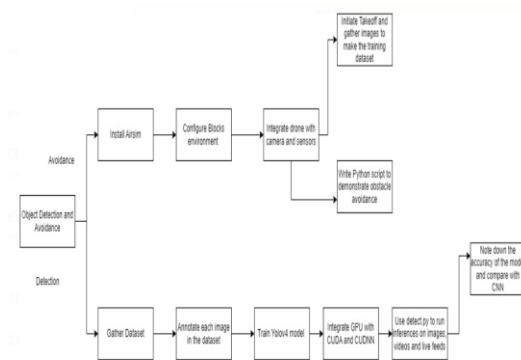 Initiate Takeoff and
gather images to
make the training
dataset
Install Airsim
Configure Blocks
environment
Integrate drone with
camera and sensors
Avoidance
Write Python script to
demonstrate obstacle
avoidance
Object Detection and
Avoidance
Detection
Note down the
accuracy of the model
and compare with
CNN
Gather Dataset
Annotate each image
in the dataset
Train Yolov4 model
Integrate GPU with
CUDA and CUDNN
Use detect.py to run
inferences on images,
videos and live feeds